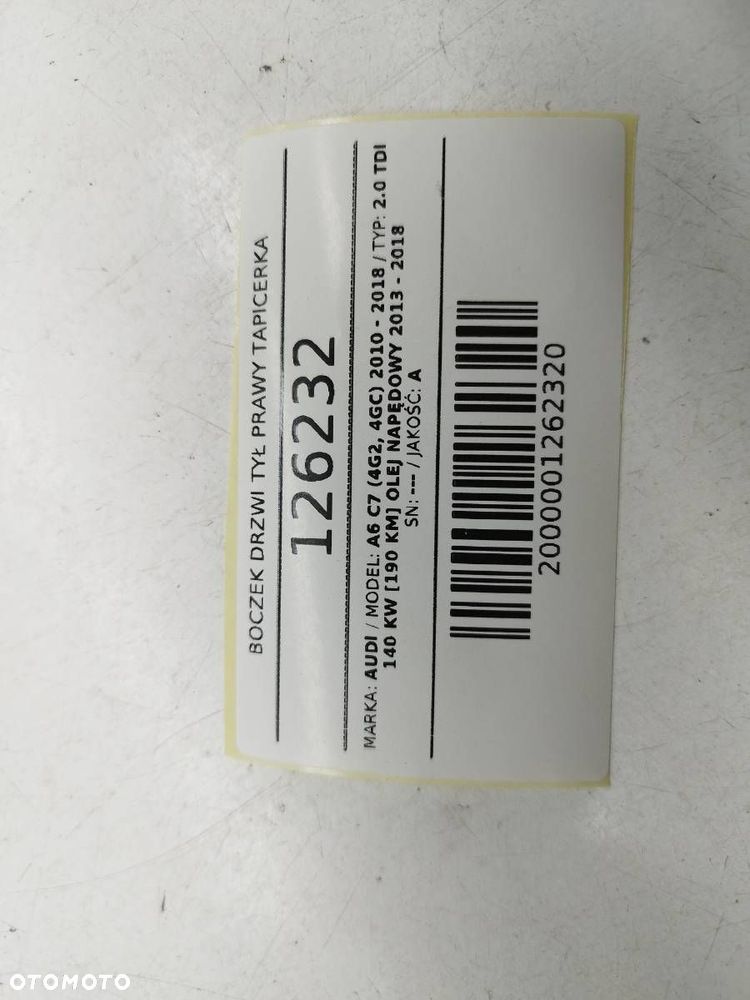 BOCZEK DRZWI TYŁ PRAWY TAPICERKA
126232
MARKA: AUDI / MODEL: A6 C7 (4G2, 4GC) 2010 - 2018 / TYP: 2.0 TDI
140 KW [190 KM] OLEJ NAPĘDOWY 2013 - 2018
SN: --- / JAKOŚĆ: A
2000001262320
OTOMOTO